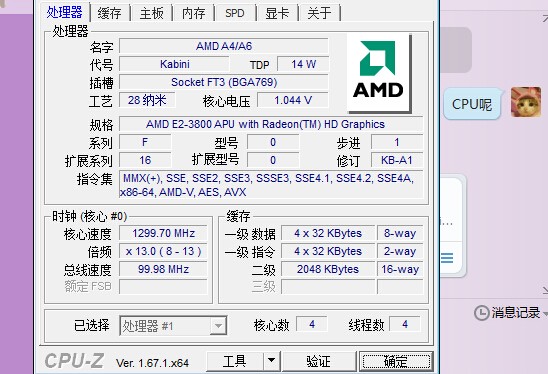 处理器 缓存 主板 内存 SPD 显卡 关于
处理器
名字 AMD A4/A6
代号 Kabini TDP 14 W
插槽 Socket FT3 (BGA769)
工艺 28 纳米 核心电压 1.044 V
AMD
规格 AMD E2-3800 APU with Radeon(TM) HD Graphics
系列 F 型号 0 步进 1
扩展系列 16 扩展型号 0 修订 KB-A1
指令集 MMX(+), SSE, SSE2, SSE3, SSSE3, SSE4.1, SSE4.2, SSE4A,
x86-64, AMD-V, AES, AVX
时钟 (核心 #0)
核心速度 1299.70 MHz
倍频 x 13.0 ( 8 - 13 )
总线速度 99.98 MHz
额定 FSB
缓存
一级 数据 4 x 32 KBytes 8-way
一级 指令 4 x 32 KBytes 2-way
二级 2048 KBytes 16-way
三级
已选择 处理器 #1 核心数 4 线程数 4
CPU-Z Ver. 1.67.1.x64 工具 验证 确定
CPU呢
消息记录